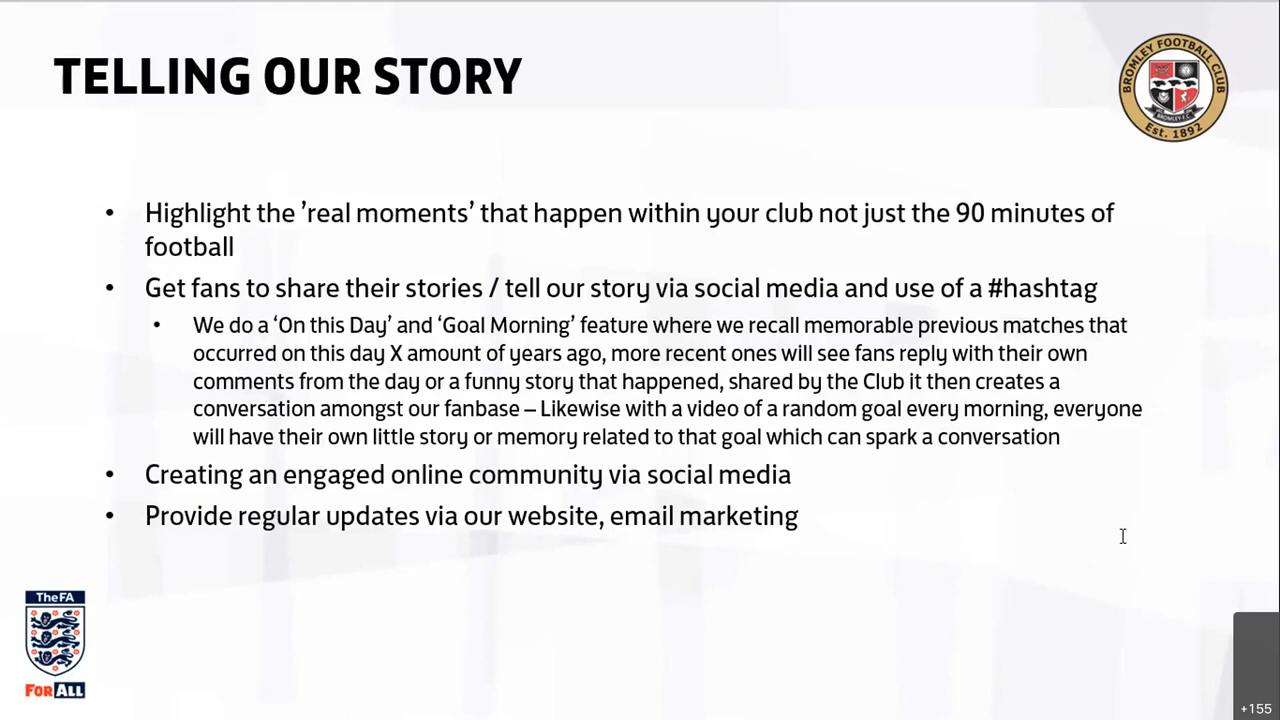 TELLING OUR STORY
BROMLEY FOOTBALL CLUB
BROMLEY-F.C
Est. 1892
• Highlight the ’real moments’ that happen within your club not just the 90 minutes of
football
• Get fans to share their stories / tell our story via social media and use of a #hashtag
• We do a ‘On this Day’ and ‘Goal Morning’ feature where we recall memorable previous matches that
occurred on this day X amount of years ago, more recent ones will see fans reply with their own
comments from the day or a funny story that happened, shared by the Club it then creates a
conversation amongst our fanbase – Likewise with a video of a random goal every morning, everyone
will have their own little story or memory related to that goal which can spark a conversation
• Creating an engaged online community via social media
• Provide regular updates via our website, email marketing
The FA
FOR ALL
+155